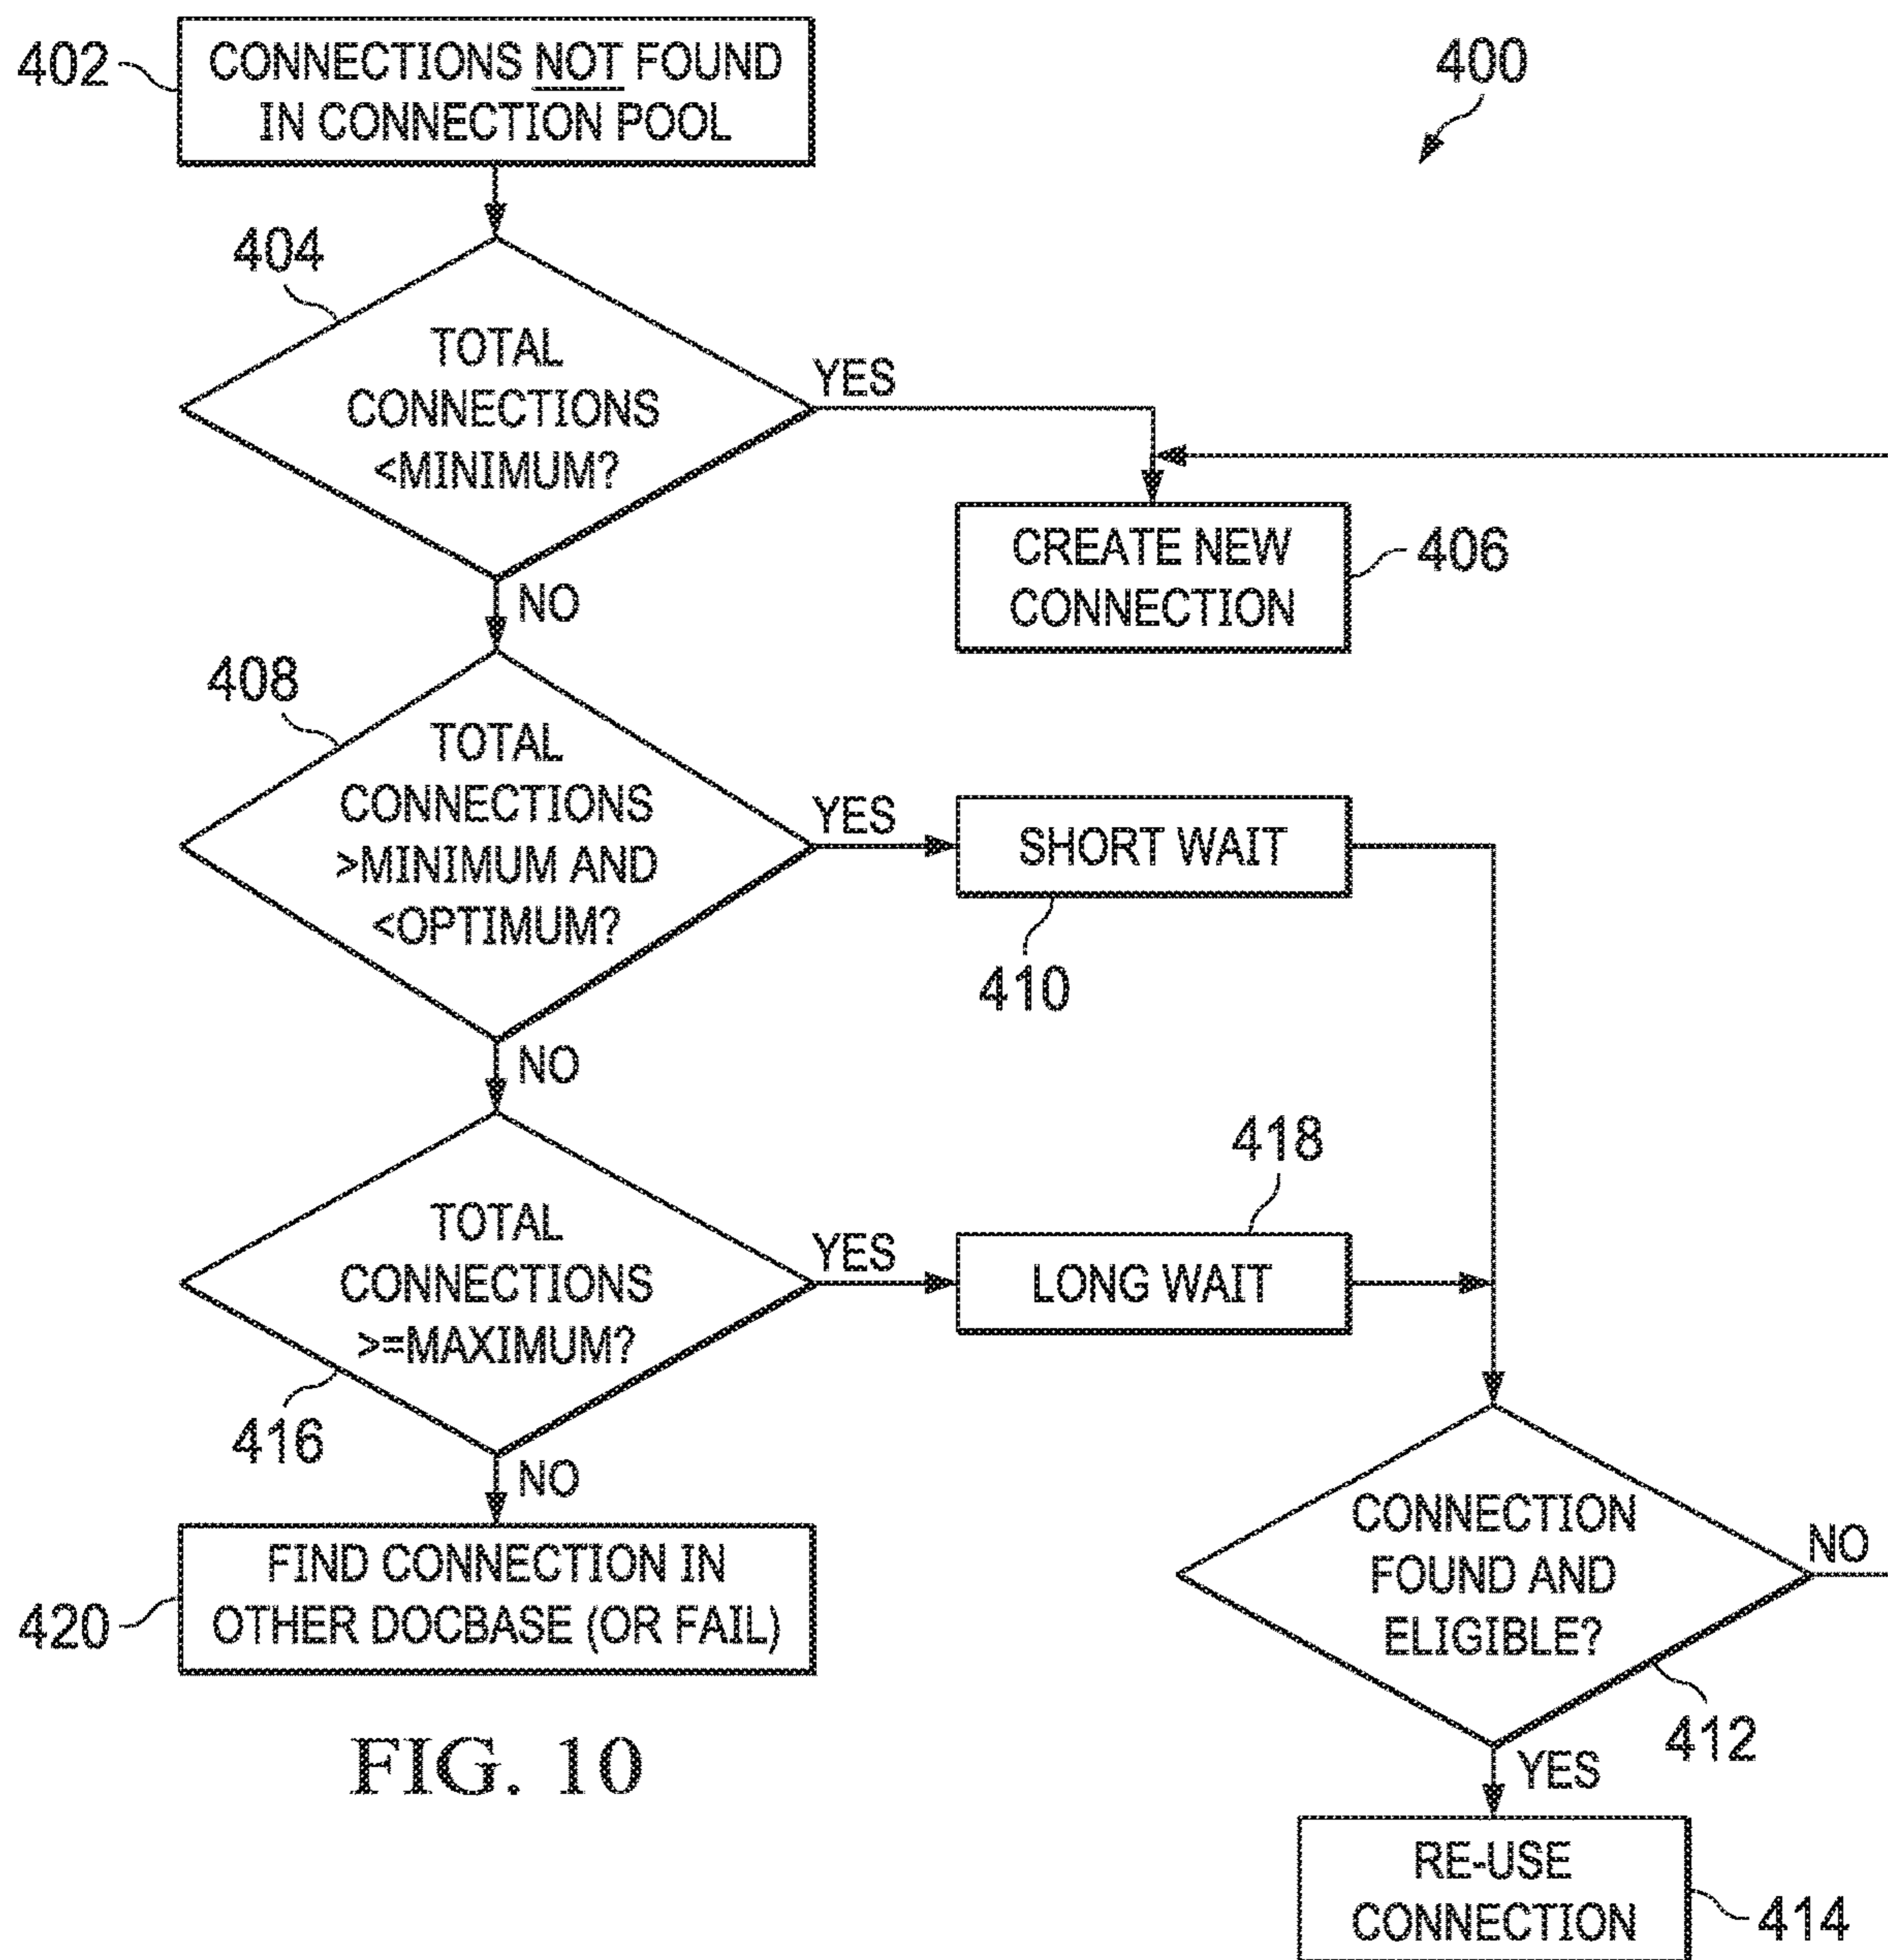 402
CONNECTIONS NOT FOUND
IN CONNECTION POOL
400
404
TOTAL
CONNECTIONS
<MINIMUM?
YES
NO
CREATE NEW
CONNECTION
406
408
TOTAL
CONNECTIONS
>MINIMUM AND
<OPTIMUM?
YES
NO
SHORT WAIT
410
TOTAL
CONNECTIONS
>=MAXIMUM?
416
YES
NO
418
LONG WAIT
CONNECTION
FOUND AND
ELIGIBLE?
NO
412
YES
420
FIND CONNECTION IN
OTHER DOCBASE (OR FAIL)
RE-USE
CONNECTION
414
FIG. 10